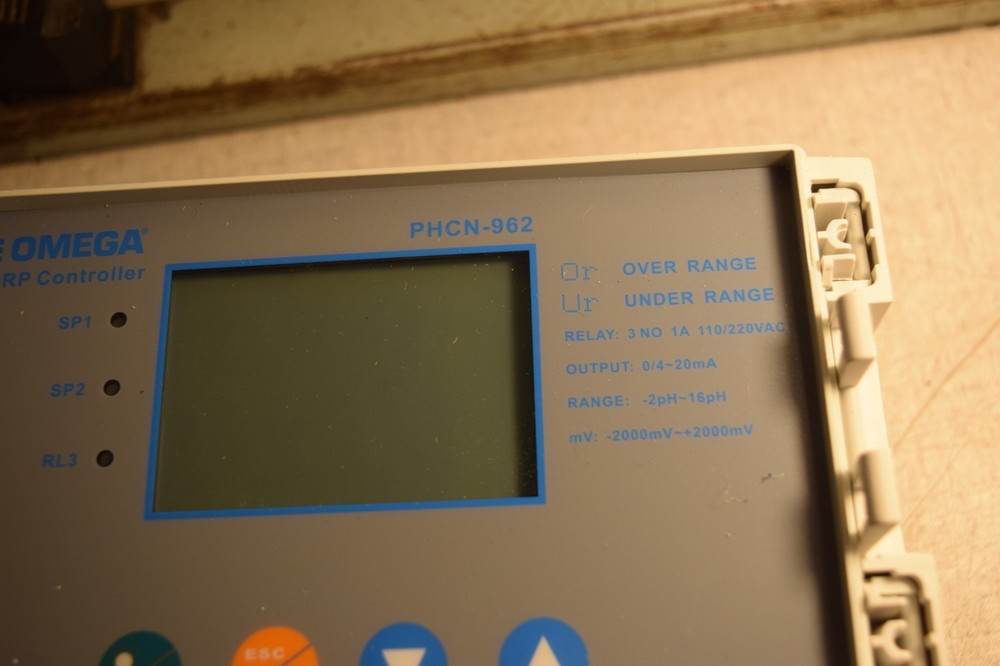 OMEGA®
PHCN-962
RP Controller
Or OVER RANGE
Ur UNDER RANGE
SP1
RELAY: 3 NO 1A 110/220VAC
OUTPUT: 0/4~20mA
SP2
RANGE: -2pH~16pH
mV: -2000mV~+2000mV
RL3
ESC